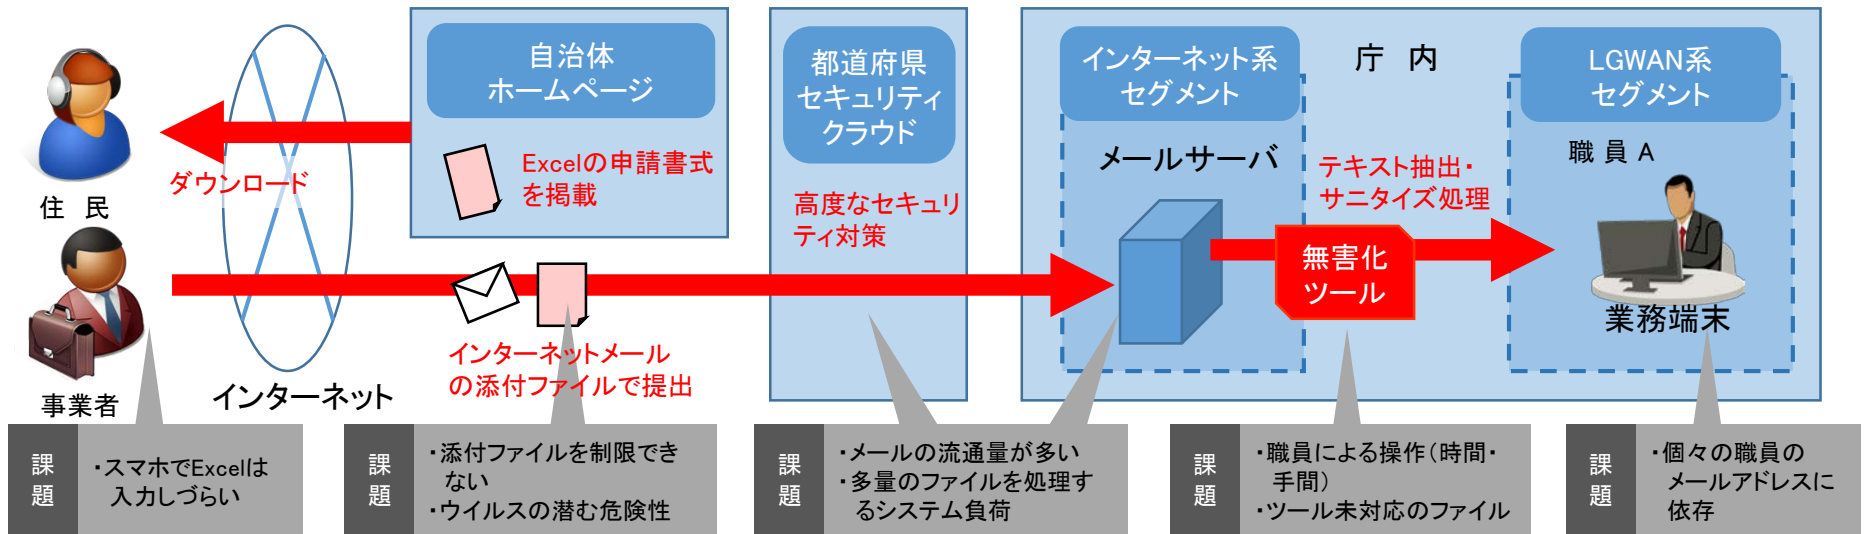 自治体
ホームページ
都道府県
セキュリティ
クラウド
インターネット系
セグメント
庁 内
LGWAN系
セグメント
住 民
ダウンロード
Excelの申請書式
を掲載
高度なセキュリ
ティ対策
メールサーバ
テキスト抽出・
サニタイズ処理
職 員 A
無害化
ツール
業務端末
事業者
インターネット
インターネットメール
の添付ファイルで提出
課
題
・スマホでExcelは
入力しづらい
課
題
・添付ファイルを制限でき
ない
・ウイルスの潜む危険性
課
題
・メールの流通量が多い
・多量のファイルを処理す
るシステム負荷
課
題
・職員による操作（時間・
手間）
・ツール未対応のファイル
課
題
・個々の職員の
メールアドレスに
依存